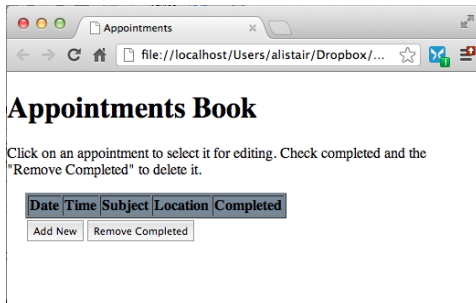 Appointments
file://localhost/Users/alistair/Dropbox/...
1
Appointments Book
Click on an appointment to select it for editing. Check completed and the
"Remove Completed" to delete it.
Date Time Subject Location Completed
Add New Remove Completed